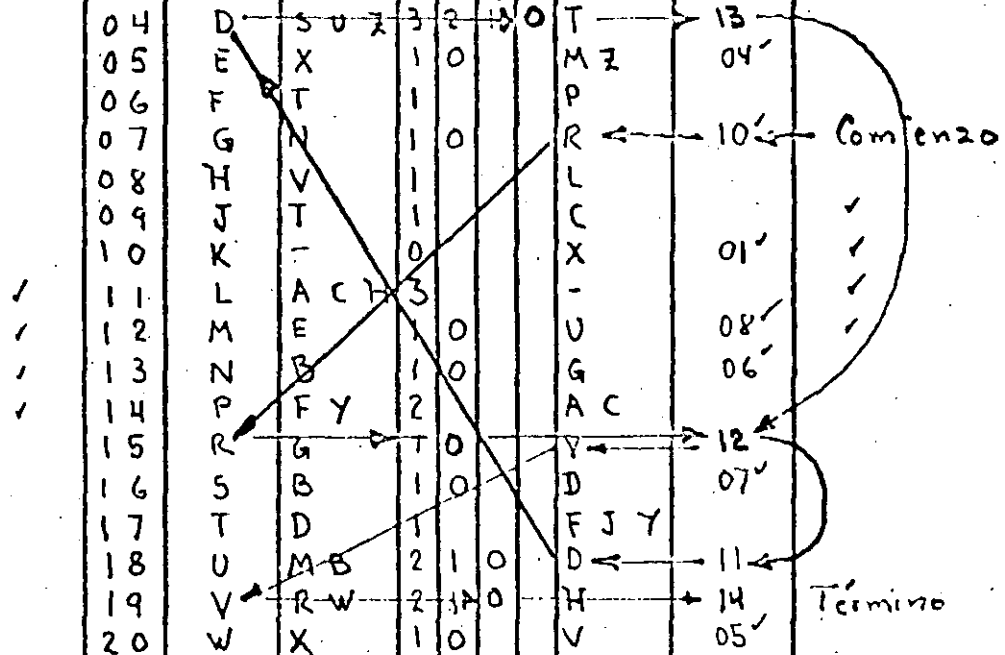 04 D S U Z 3 2 1 0 T 13
05 E X 1 0 M Z 04
06 F T 1 P
07 G N 1 0 R 10 Comienzo
08 H V 1 L
09 J T 1 C
10 K - 0 X 01
11 L A C H 3 -
12 M E 1 0 U 08
13 N B 1 0 G 06
14 P F Y 2 A C
15 R G 1 0 V 12
16 S B 1 0 D 07
17 T D 1 F J Y
18 U M B 2 1 0 D 11
19 V R W 2 1 0 H 14 Término
20 W X 1 0 V 05